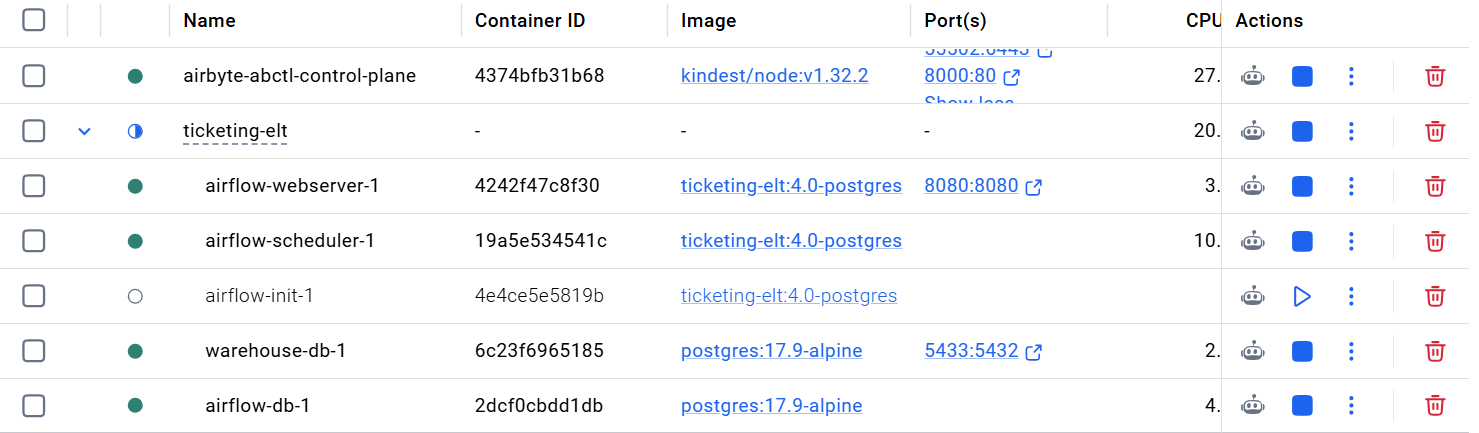 Name Container ID Image Port(s) CPU Actions
8000:80
airbyte-abctl-control-plane 4374bfb31b68 kindest/node:v1.32.2 27.
Show less
ticketing-elt - - - 20.
airflow-webserver-1 4242f47c8f30 ticketing-elt:4.0-postgres 8080:8080 3.
airflow-scheduler-1 19a5e534541c ticketing-elt:4.0-postgres 10.
airflow-init-1 4e4ce5e5819b ticketing-elt:4.0-postgres
warehouse-db-1 6c23f6965185 postgres:17.9-alpine 5433:5432 2.
airflow-db-1 2dcf0cbdd1db postgres:17.9-alpine 4.